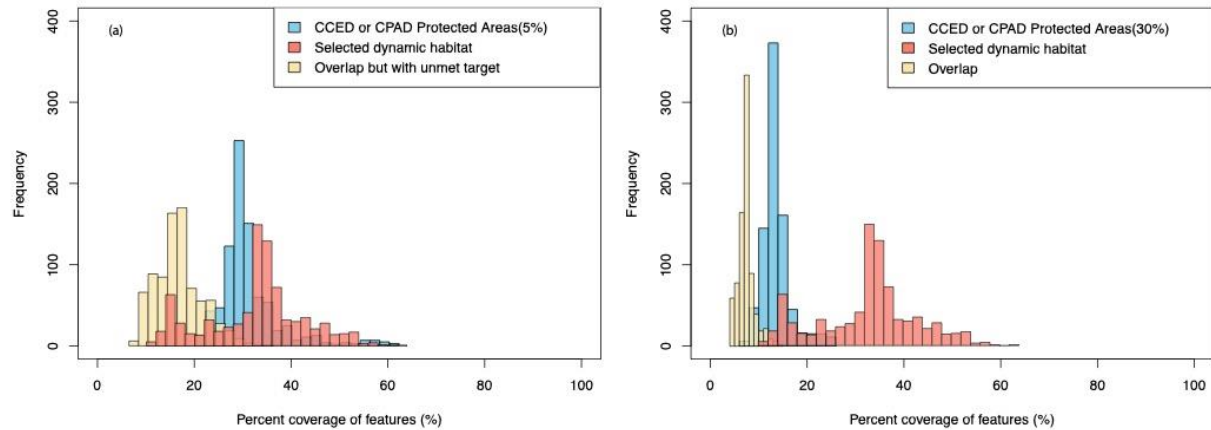 (a)
CCED or CPAD Protected Areas(5%)
Selected dynamic habitat
Overlap but with unmet target
Frequency
400
300
200
100
0
0 20 40 60 80 100
Percent coverage of features (%)
(b)
CCED or CPAD Protected Areas(30%)
Selected dynamic habitat
Overlap
Frequency
400
300
200
100
0
0 20 40 60 80 100
Percent coverage of features (%)